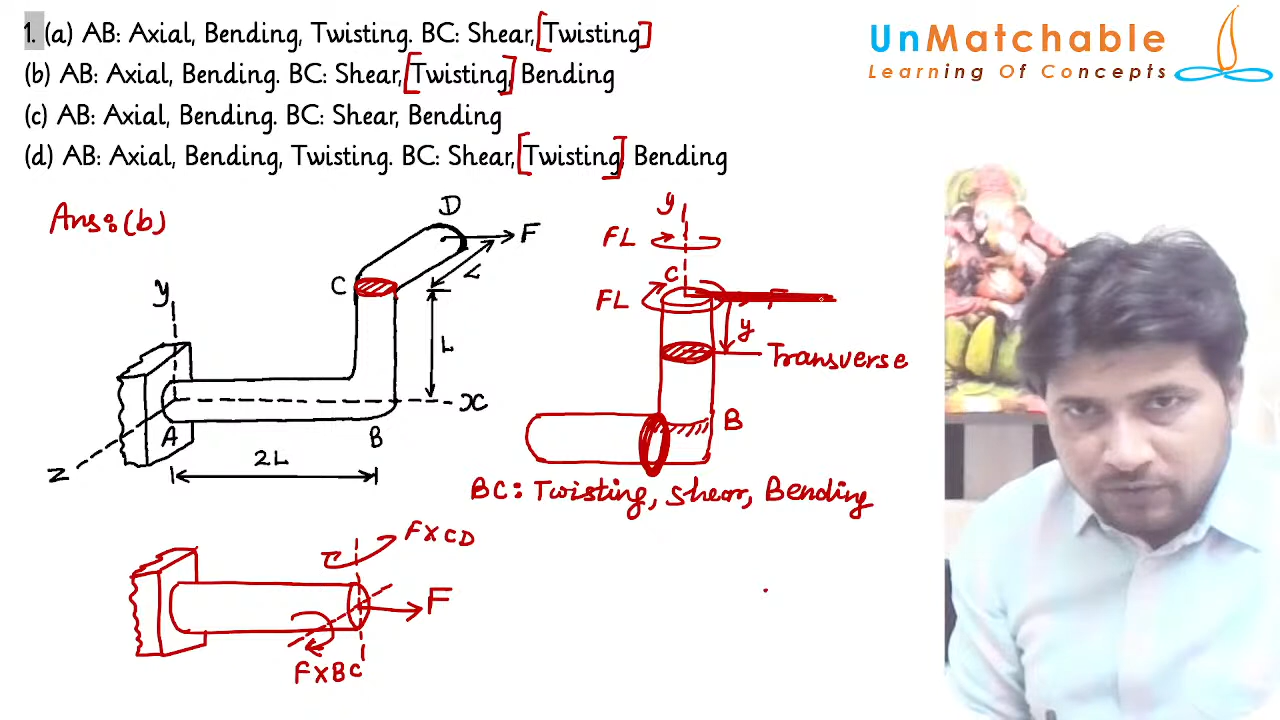 1. (a) AB: Axial, Bending, Twisting. BC: Shear, [Twisting]
(b) AB: Axial, Bending. BC: Shear, [Twisting,] Bending
(c) AB: Axial, Bending. BC: Shear, Bending
(d) AB: Axial, Bending, Twisting. BC: Shear, [Twisting,] Bending
UnMatchable
Learning Of Concepts
Ans: (b)
D
F
C
L
y
L
x
A
B
z
2L
y
FL
C
FL
F
y
Transverse
B
BC: Twisting, Shear, Bending
F×CD
F
F×BC